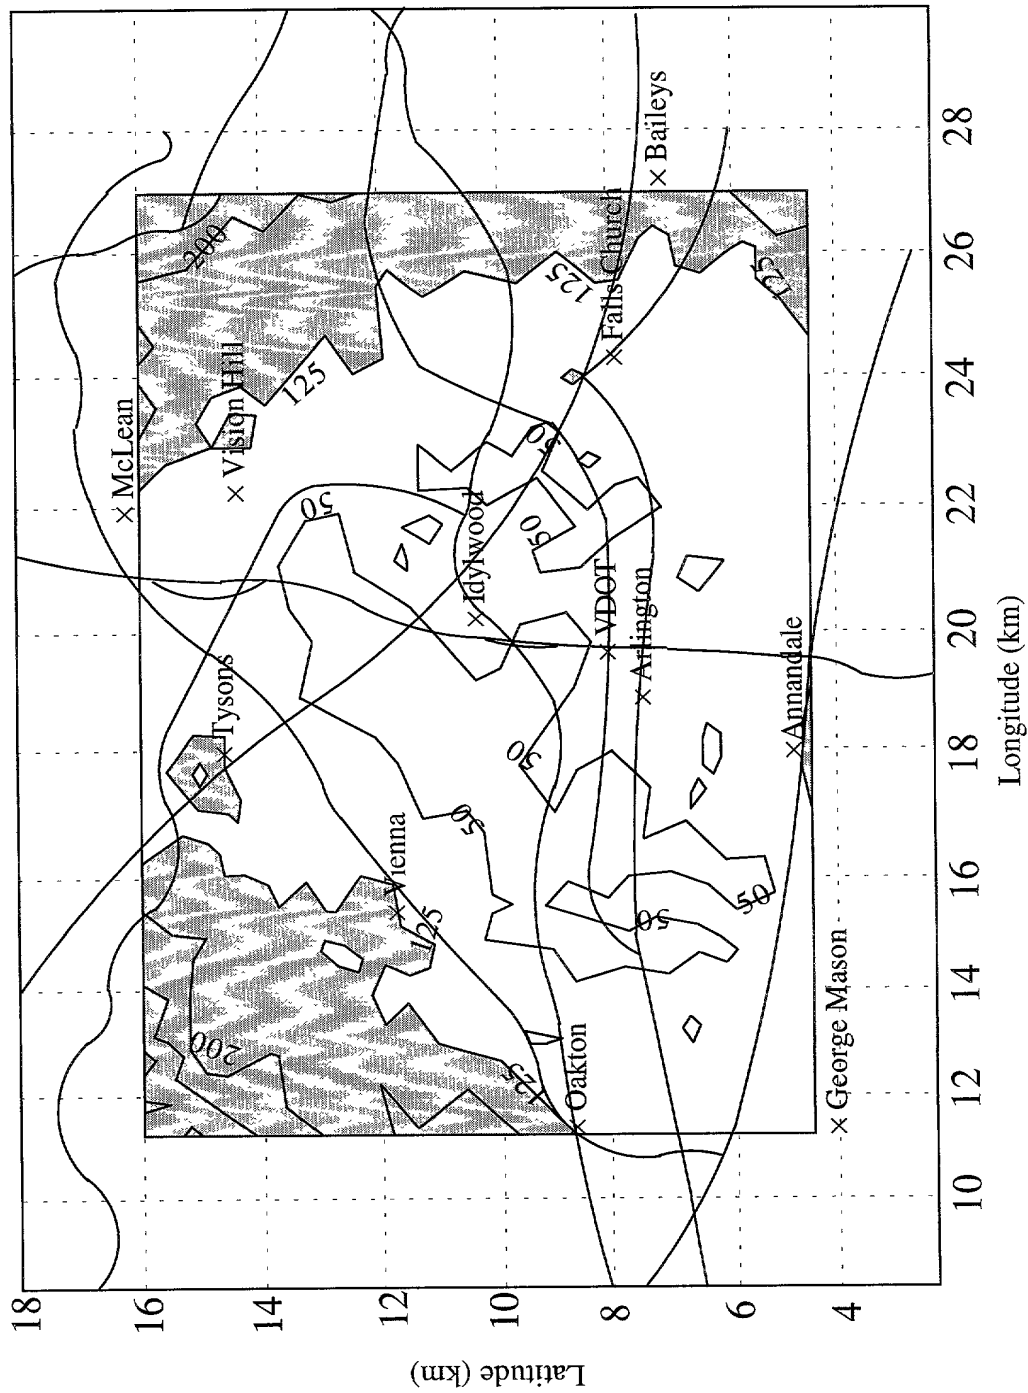 18
16
14
12
10
8
6
4
Latitude (km)
10
12
14
16
18
20
22
24
26
28
Longitude (km)
McLean
Vision Hill
Tysons
Vienna
Idylwood
Oakton
VDOT
Arlington
Falls Church
Baileys
Annandale
George Mason
200
200
125
125
125
125
125
50
50
50
50
50
50
50